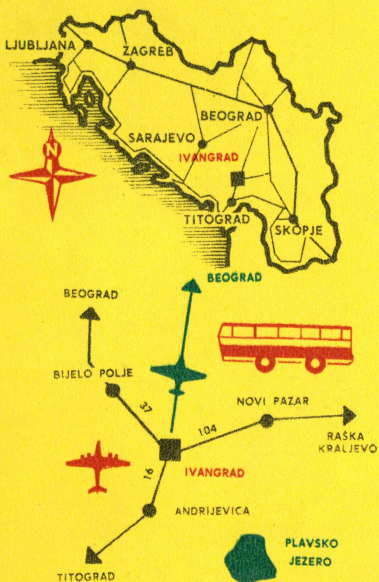 LJUBLJANA
ZAGREB
BEOGRAD
SARAJEVO
IVANGRAD
TITOGRAD
SKOPJE
N
BEOGRAD
BEOGRAD
BIJELO POLJE
37
NOVI PAZAR
104
RAŠKA
KRALJEVO
IVANGRAD
16
ANDRIJEVICA
PLAVSKO
JEZERO
TITOGRAD